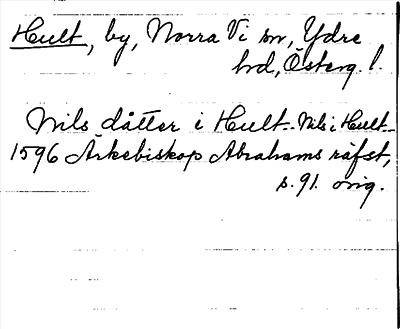 Hult, by, Norra Vi sn, Ydre
hd, Österg. l.
Nils dåtter i Hult - Nils i Hult -
1596 Ärkebiskop Abrahams räfst,
s. 91. orig.